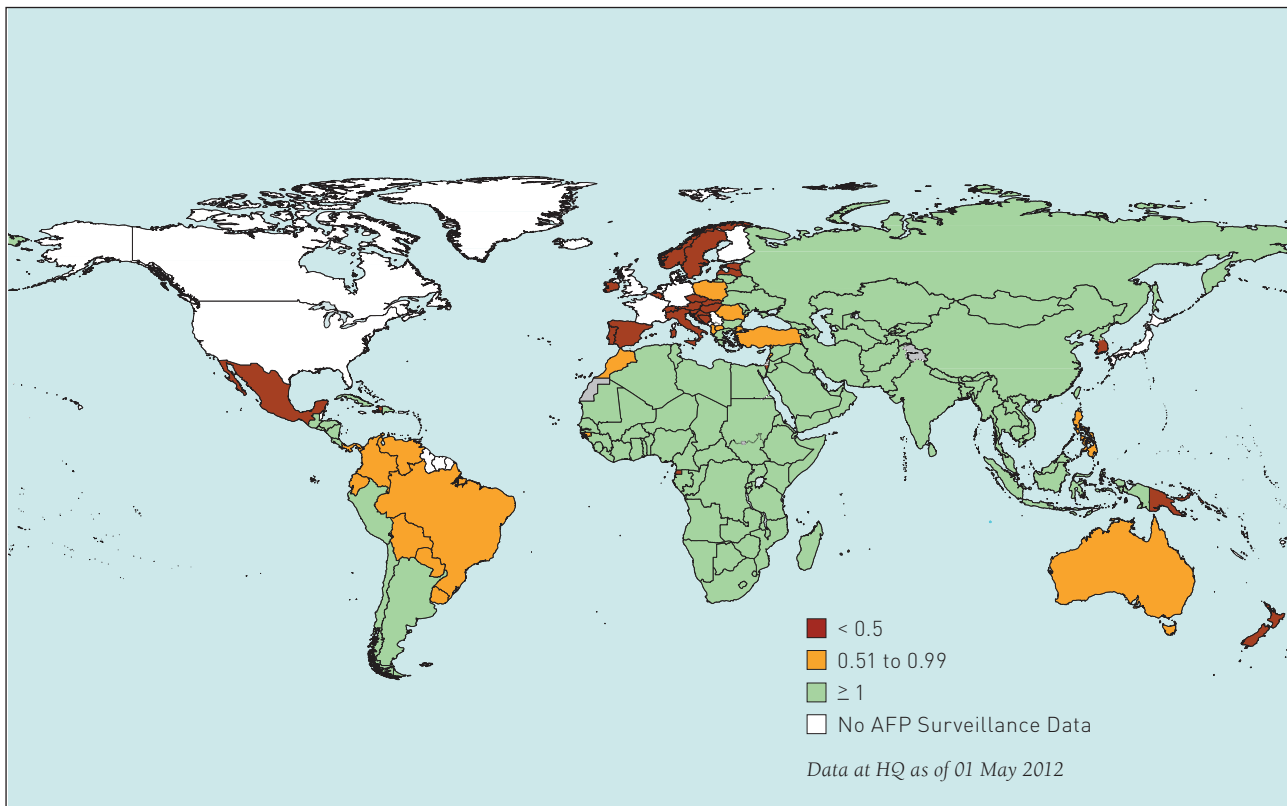 < 0.5
0.51 to 0.99
≥ 1
No AFP Surveillance Data
Data at HQ as of 01 May 2012